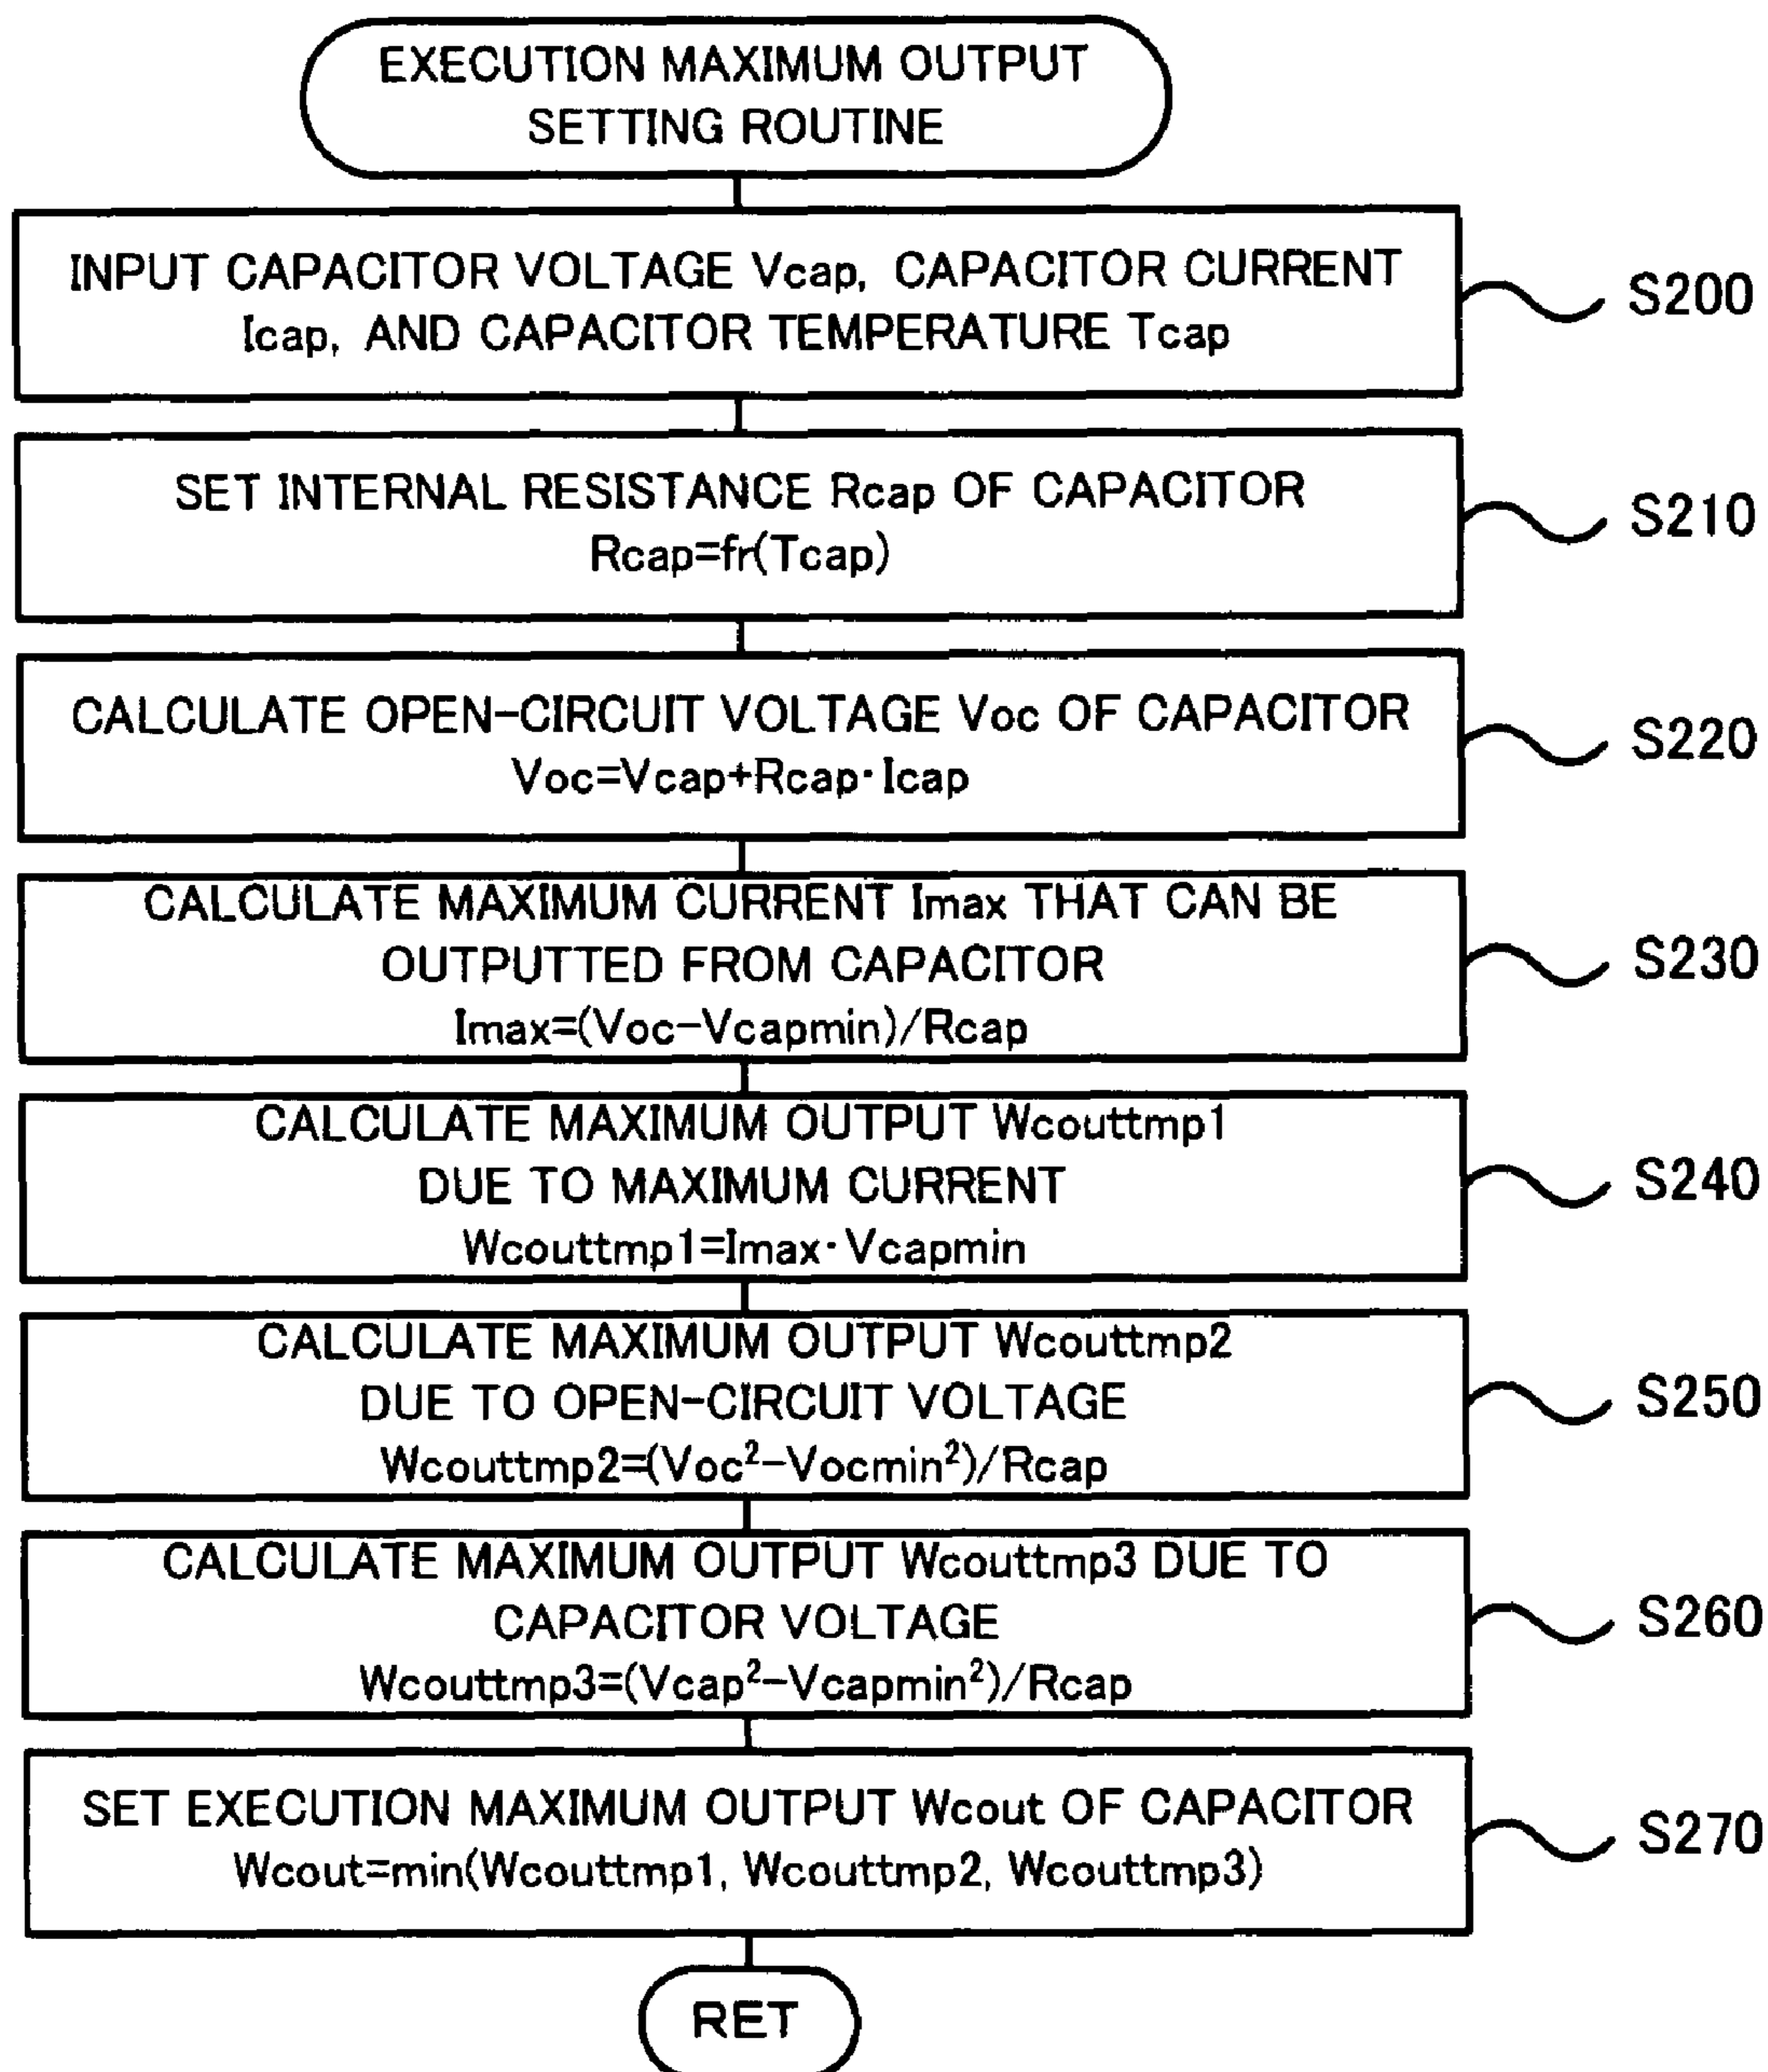 EXECUTION MAXIMUM OUTPUT
SETTING ROUTINE
INPUT CAPACITOR VOLTAGE Vcap, CAPACITOR CURRENT
Icap, AND CAPACITOR TEMPERATURE Tcap
S200
SET INTERNAL RESISTANCE Rcap OF CAPACITOR
Rcap=fr(Tcap)
S210
CALCULATE OPEN-CIRCUIT VOLTAGE Voc OF CAPACITOR
Voc=Vcap+Rcap·Icap
S220
CALCULATE MAXIMUM CURRENT Imax THAT CAN BE
OUTPUTTED FROM CAPACITOR
Imax=(Voc-Vcapmin)/Rcap
S230
CALCULATE MAXIMUM OUTPUT Wcouttmp1
DUE TO MAXIMUM CURRENT
Wcouttmp1=Imax·Vcapmin
S240
CALCULATE MAXIMUM OUTPUT Wcouttmp2
DUE TO OPEN-CIRCUIT VOLTAGE
Wcouttmp2=(Voc²-Vocmin²)/Rcap
S250
CALCULATE MAXIMUM OUTPUT Wcouttmp3 DUE TO
CAPACITOR VOLTAGE
Wcouttmp3=(Vcap²-Vcapmin²)/Rcap
S260
SET EXECUTION MAXIMUM OUTPUT Wcout OF CAPACITOR
Wcout=min(Wcouttmp1, Wcouttmp2, Wcouttmp3)
S270
RET